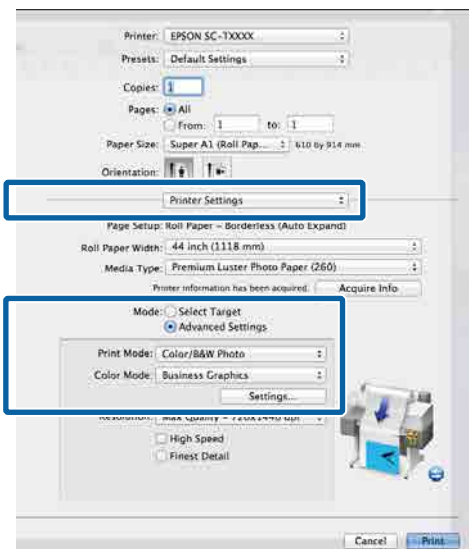 Printer: EPSON SC-TXXXX
Presets: Default Settings
Copies: 1
Pages: All
From: 1 to: 1
Paper Size: Super A1 (Roll Pap... 610 by 914 mm
Orientation:
Printer Settings
Page Setup: Roll Paper - Borderless (Auto Expand)
Roll Paper Width: 44 inch (1118 mm)
Media Type: Premium Luster Photo Paper (260)
Printer information has been acquired. Acquire Info
Mode: Select Target
Advanced Settings
Print Mode: Color/B&W Photo
Color Mode: Business Graphics
Settings...
Resolution: Max Quality - 720x1440 dpi
High Speed
Finest Detail
Cancel Print